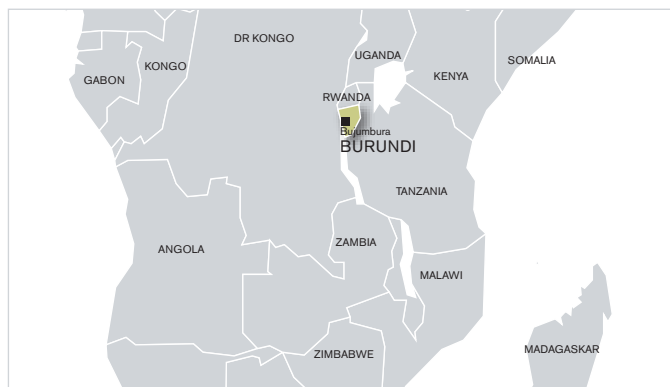 DR KONGO
UGANDA
SOMALIA
KONGO
KENYA
GABON
RWANDA
Bujumbura
BURUNDI
TANZANIA
ZAMBIA
ANGOLA
MALAWI
MADAGASKAR
ZIMBABWE